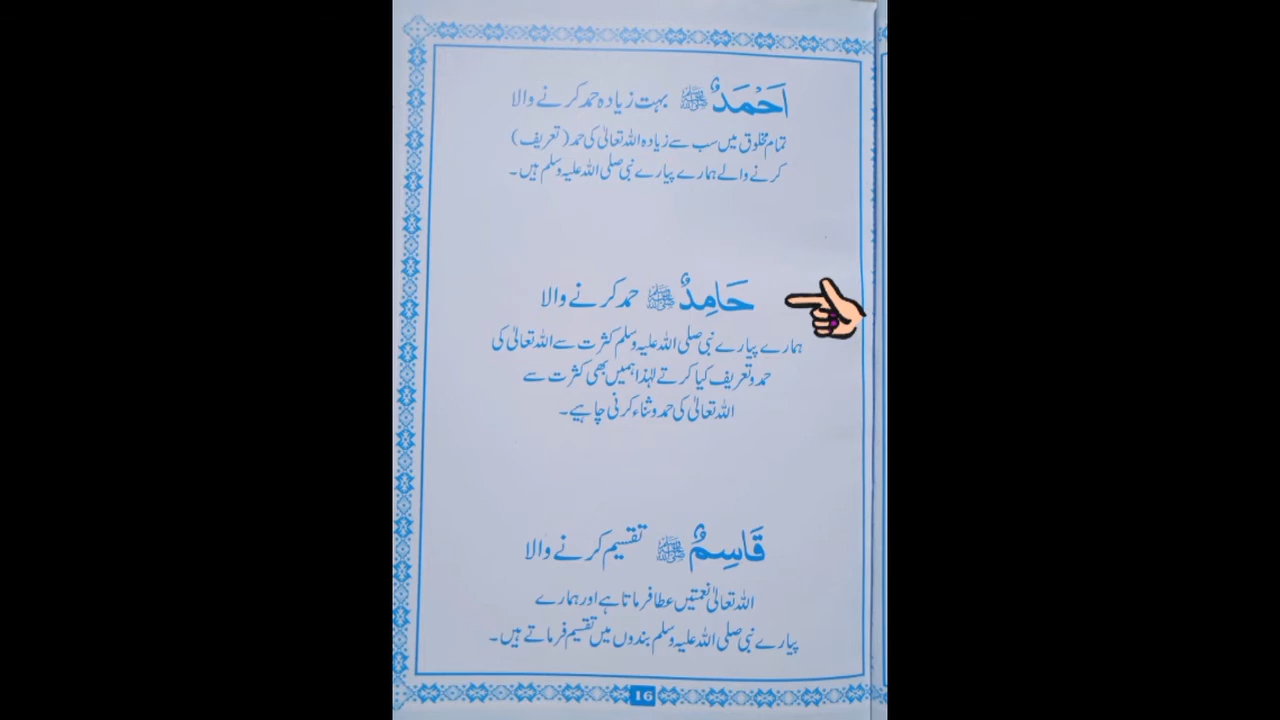 اَحْمَدٌ ﷺ بہت زیادہ حمد کرنے والا
تمام مخلوق میں سب سے زیادہ اللہ تعالیٰ کی حمد (تعریف)
کرنے والے ہمارے پیارے نبی صلی اللہ علیہ وسلم ہیں۔
حَامِدٌ ﷺ حمد کرنے والا
ہمارے پیارے نبی صلی اللہ علیہ وسلم کثرت سے اللہ تعالیٰ کی
حمد و تعریف کیا کرتے لہٰذا ہمیں بھی کثرت سے
اللہ تعالیٰ کی حمد و ثناء کرنی چاہیے۔
قَاسِمٌ ﷺ تقسیم کرنے والا
اللہ تعالیٰ نعمتیں عطا فرماتا ہے اور ہمارے
پیارے نبی صلی اللہ علیہ وسلم بندوں میں تقسیم فرماتے ہیں۔
16